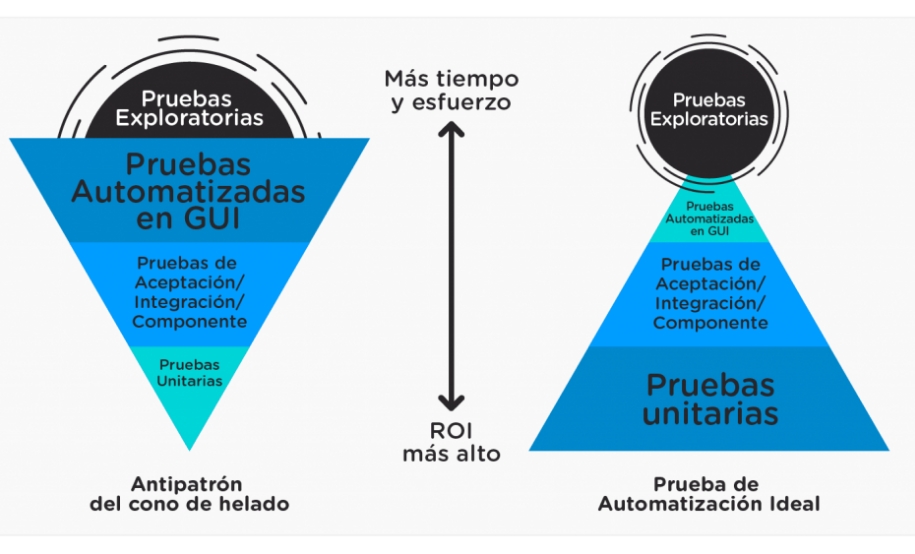 Pruebas
Exploratorias
Pruebas
Automatizadas
en GUI
Pruebas de
Aceptación/
Integración/
Componente
Pruebas
Unitarias
Antipatrón
del cono de helado
Más tiempo
y esfuerzo
ROI
más alto
Pruebas
Exploratorias
Pruebas
Automatizadas
en GUI
Pruebas de
Aceptación/
Integración/
Componente
Pruebas
unitarias
Prueba de
Automatización Ideal